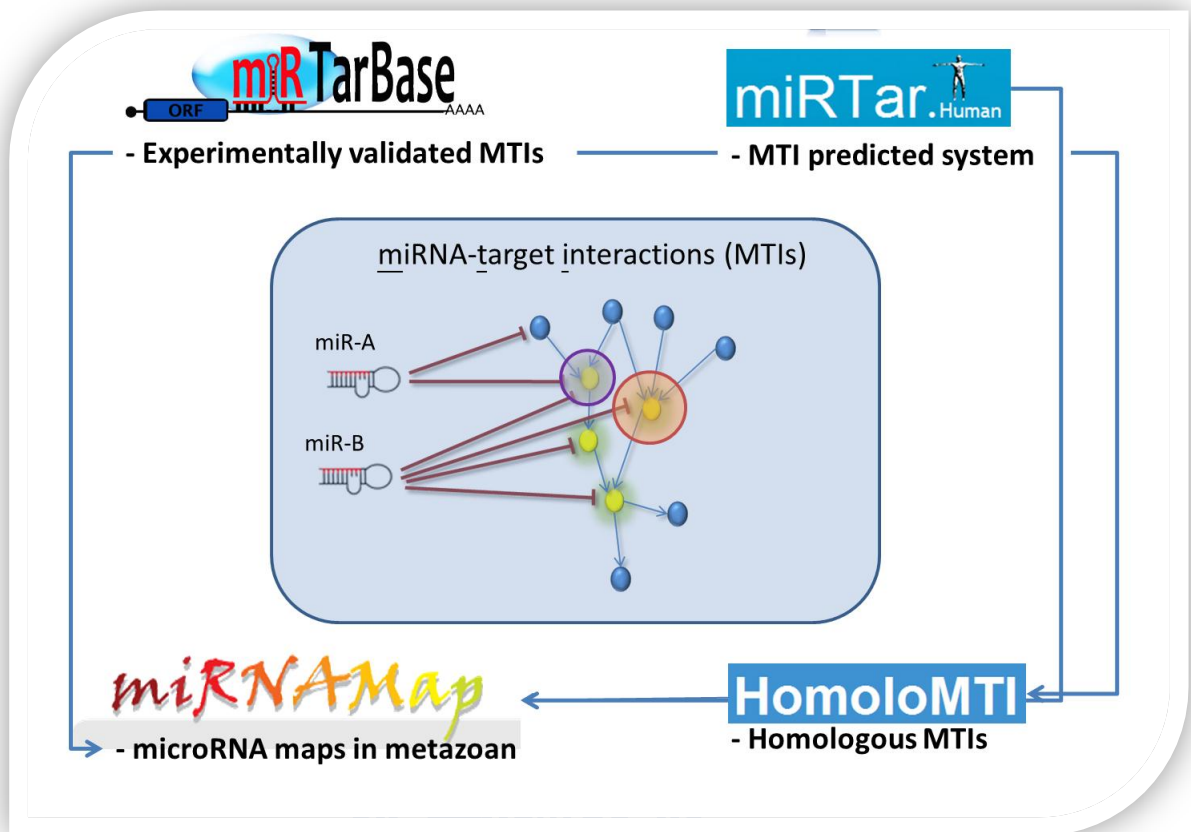 miRTarBase
ORF
AAAA
- Experimentally validated MTIs
miRTar.Human
- MTI predicted system
miRNA-target interactions (MTIs)
miR-A
miR-B
miRNAMap
- microRNA maps in metazoan
HomoloMTI
- Homologous MTIs